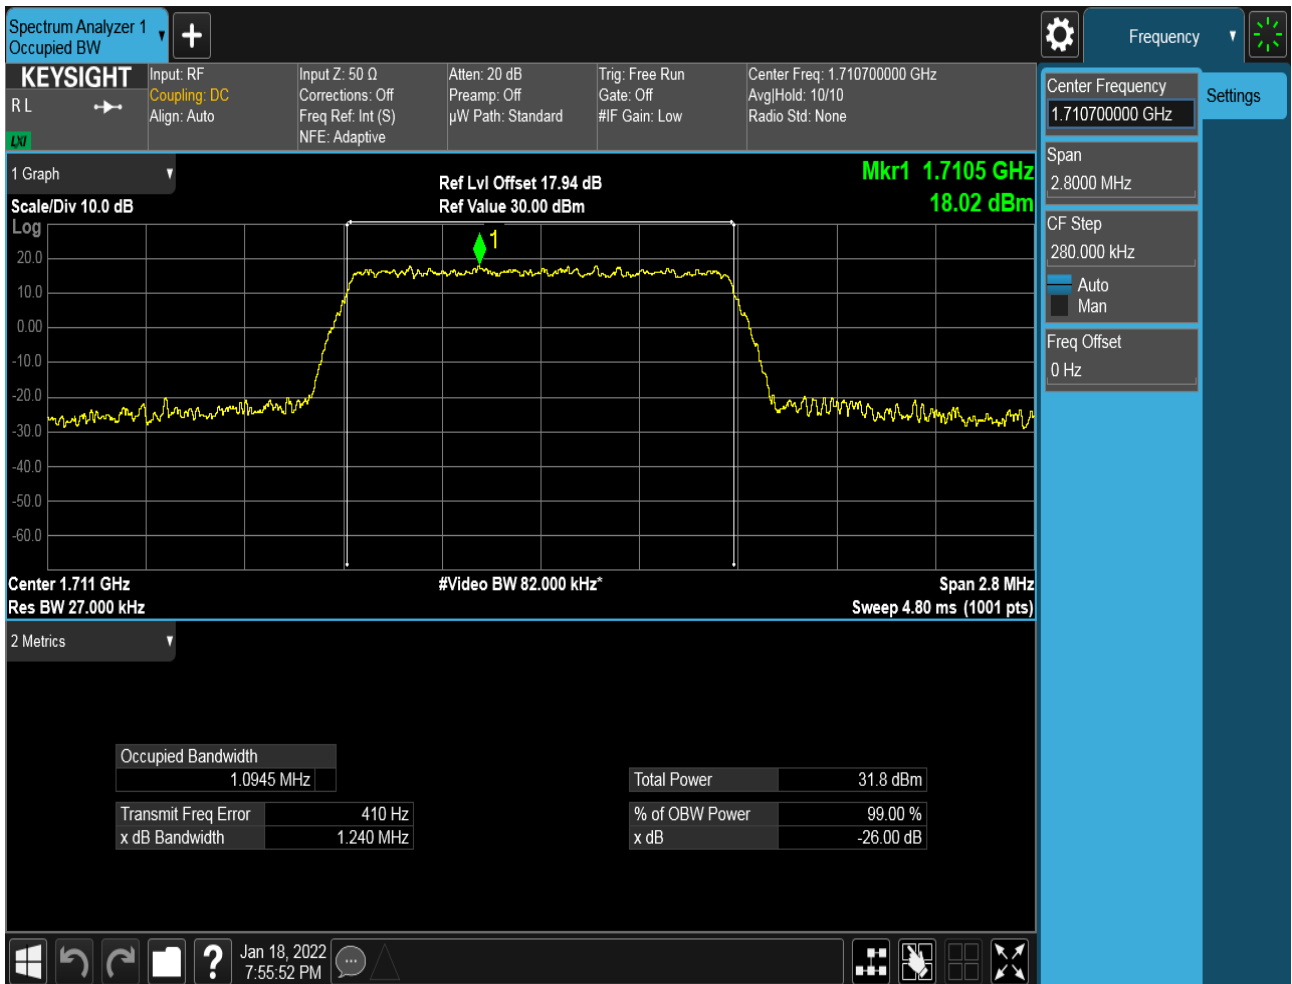 Spectrum Analyzer 1
Occupied BW
Frequency
KEYSIGHT
R L
LXI
Input: RF
Coupling: DC
Align: Auto
Input Z: 50 Ω
Corrections: Off
Freq Ref: Int (S)
NFE: Adaptive
Atten: 20 dB
Preamp: Off
µW Path: Standard
Trig: Free Run
Gate: Off
#IF Gain: Low
Center Freq: 1.710700000 GHz
Avg|Hold: 10/10
Radio Std: None
Center Frequency
1.710700000 GHz
Settings
Span
2.8000 MHz
CF Step
280.000 kHz
Auto
Man
Freq Offset
0 Hz
1 Graph
Scale/Div 10.0 dB
Ref Lvl Offset 17.94 dB
Ref Value 30.00 dBm
Mkr1 1.7105 GHz
18.02 dBm
Log
1
20.0
10.0
0.00
-10.0
-20.0
-30.0
-40.0
-50.0
-60.0
Center 1.711 GHz
#Video BW 82.000 kHz*
Span 2.8 MHz
Res BW 27.000 kHz
Sweep 4.80 ms (1001 pts)
2 Metrics
Occupied Bandwidth
1.0945 MHz
Total Power 31.8 dBm
Transmit Freq Error 410 Hz
% of OBW Power 99.00 %
x dB Bandwidth 1.240 MHz
x dB -26.00 dB
?
Jan 18, 2022
7:55:52 PM